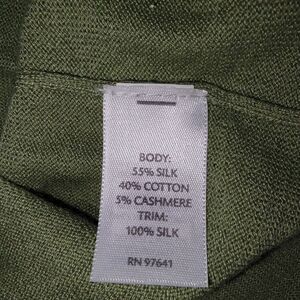 BODY:
55% SILK
40% COTTON
5% CASHMERE
TRIM:
100% SILK
RN 97641